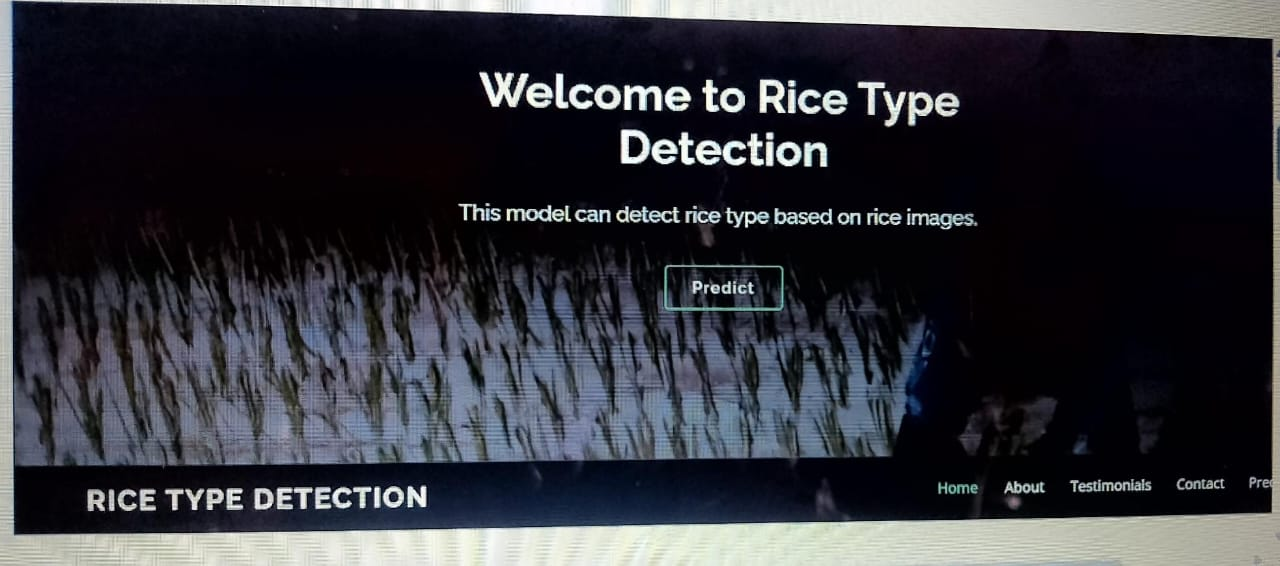 Welcome to Rice Type
Detection
This model can detect rice type based on rice images.
Predict
RICE TYPE DETECTION
Home About Testimonials Contact